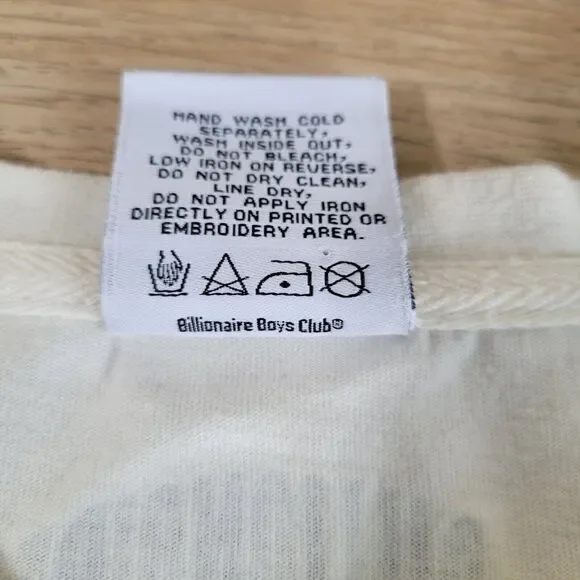 HAND WASH COLD
SEPARATELY,
WASH INSIDE OUT,
DO NOT BLEACH,
LOW IRON ON REVERSE,
DO NOT DRY CLEAN,
LINE DRY,
DO NOT APPLY IRON
DIRECTLY ON PRINTED OR
EMBROIDERY AREA.
Billionaire Boys Club®